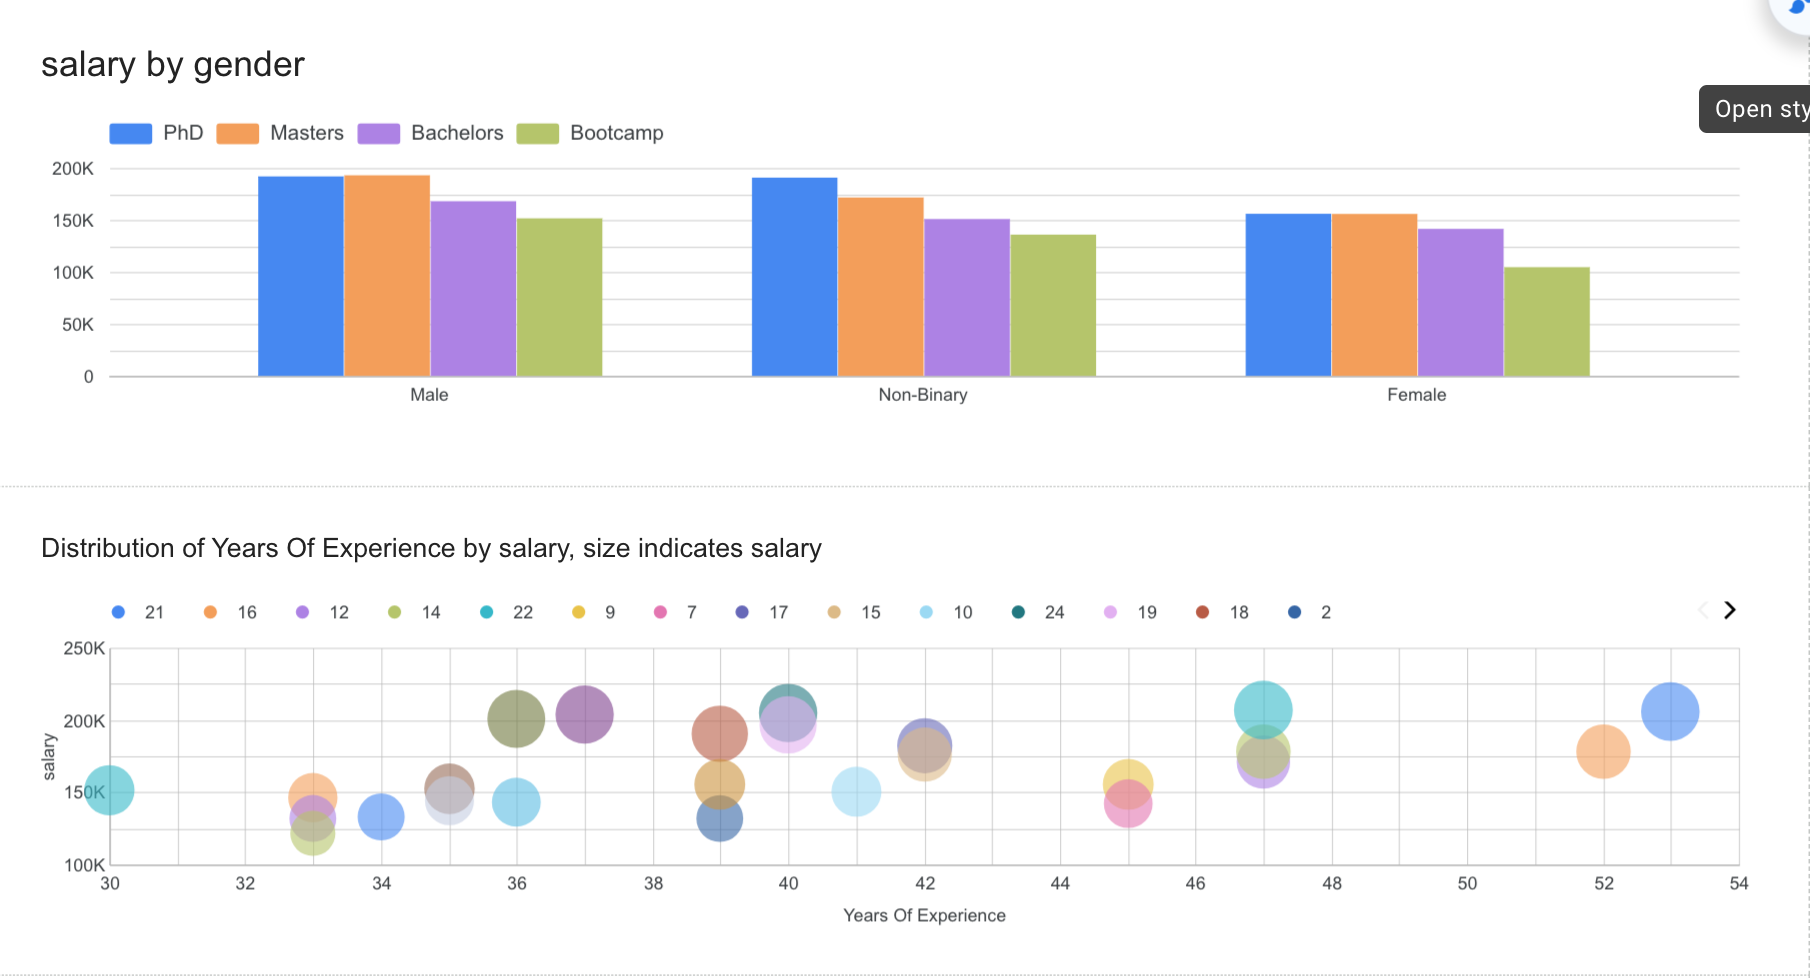 salary by gender
Open sty
PhD Masters Bachelors Bootcamp
200K
150K
100K
50K
0
Male Non-Binary Female
Distribution of Years Of Experience by salary, size indicates salary
21 16 12 14 22 9 7 17 15 10 24 19 18 2
250K
200K
salary
150K
100K
30 32 34 36 38 40 42 44 46 48 50 52 54
Years Of Experience